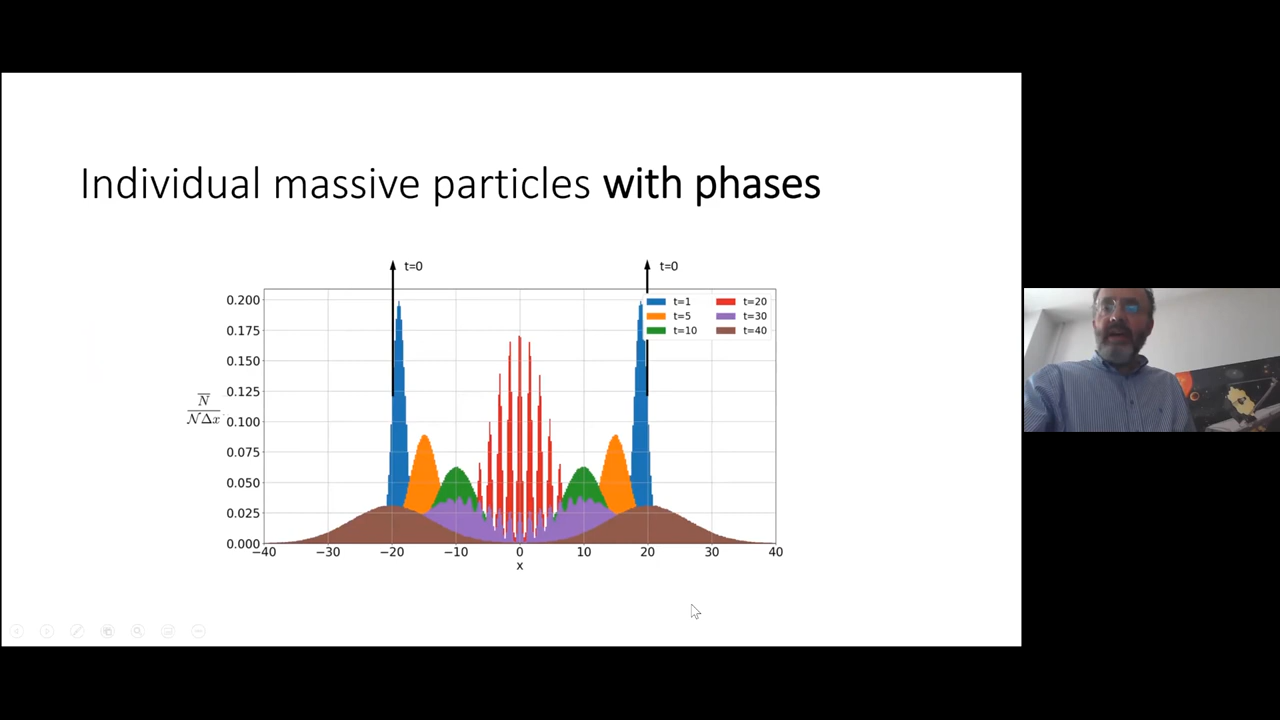 Individual massive particles with phases
t=0 t=0
0.200
0.175
0.150
0.125
0.100
0.075
0.050
0.025
0.000
N̅
𝒩Δx
t=1 t=20
t=5 t=30
t=10 t=40
−40 −30 −20 −10 0 10 20 30 40
x